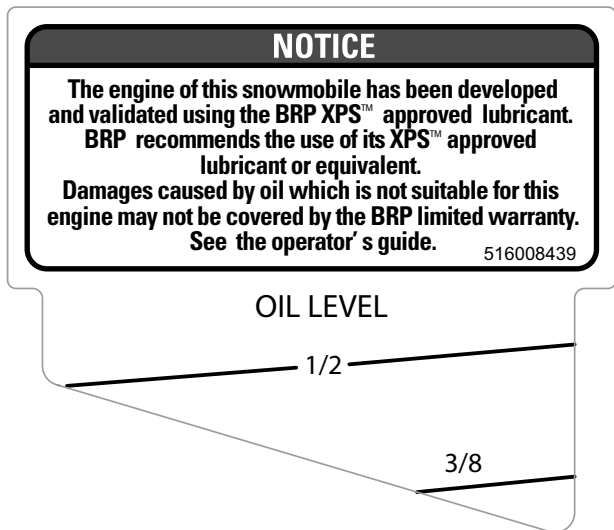 NOTICE
The engine of this snowmobile has been developed
and validated using the BRP XPS™ approved lubricant.
BRP recommends the use of its XPS™ approved
lubricant or equivalent.
Damages caused by oil which is not suitable for this
engine may not be covered by the BRP limited warranty.
See the operator' s guide. 516008439
OIL LEVEL
1/2
3/8